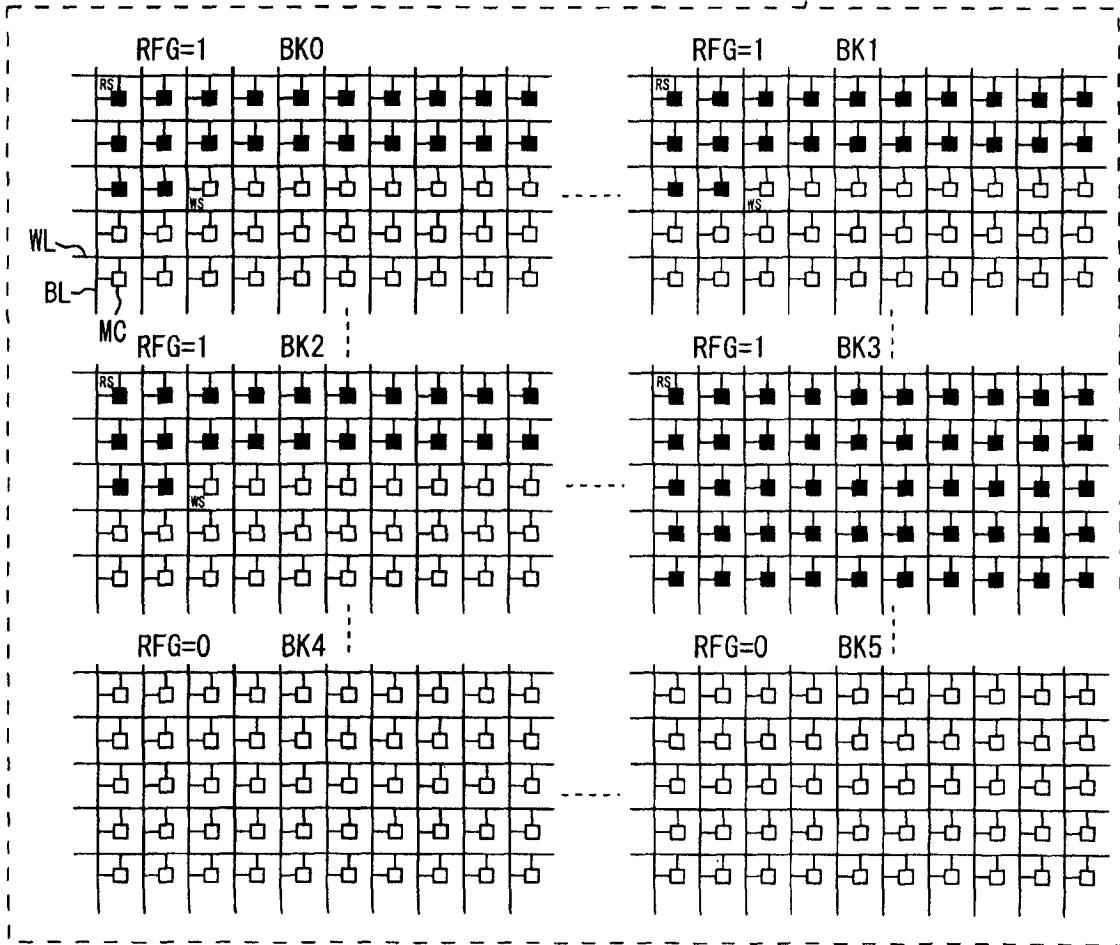 RFG=1 BK0
RFG=1 BK1
RS
RS
WS
WS
WL
BL
MC
RFG=1 BK2
RFG=1 BK3
RS
RS
WS
RFG=0 BK4
RFG=0 BK5